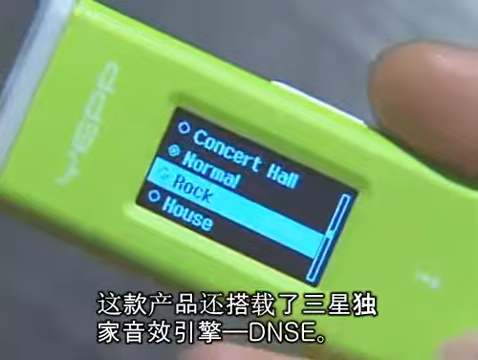 YEPP
Concert Hall
Normal
Rock
House
这款产品还搭载了三星独
家音效引擎—DNSE。